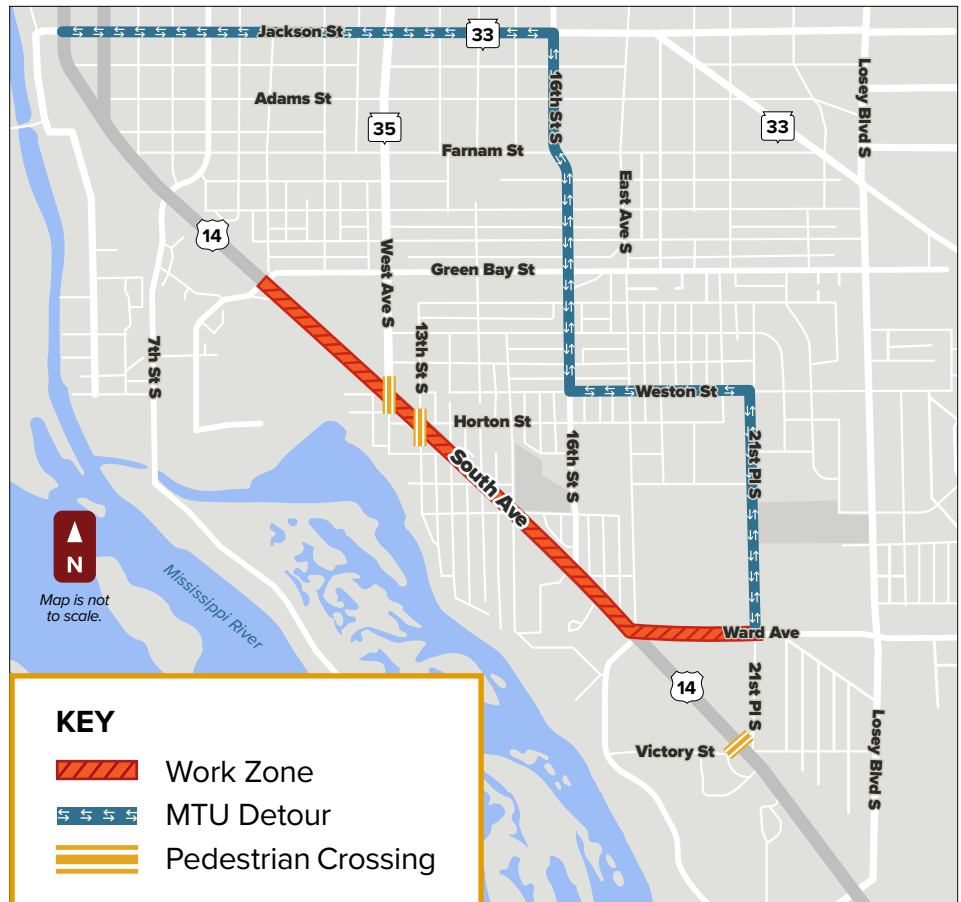 Jackson St
33
16th St S
Losey Blvd S
Adams St
35
33
Farnam St
East Ave S
14
West Ave S
Green Bay St
7th St S
13th St S
Weston St
Horton St
South Ave
16th St S
21st Pl S
N
Map is not
to scale.
Mississippi River
Ward Ave
14
21st Pl S
Victory St
Losey Blvd S
KEY
Work Zone
MTU Detour
Pedestrian Crossing